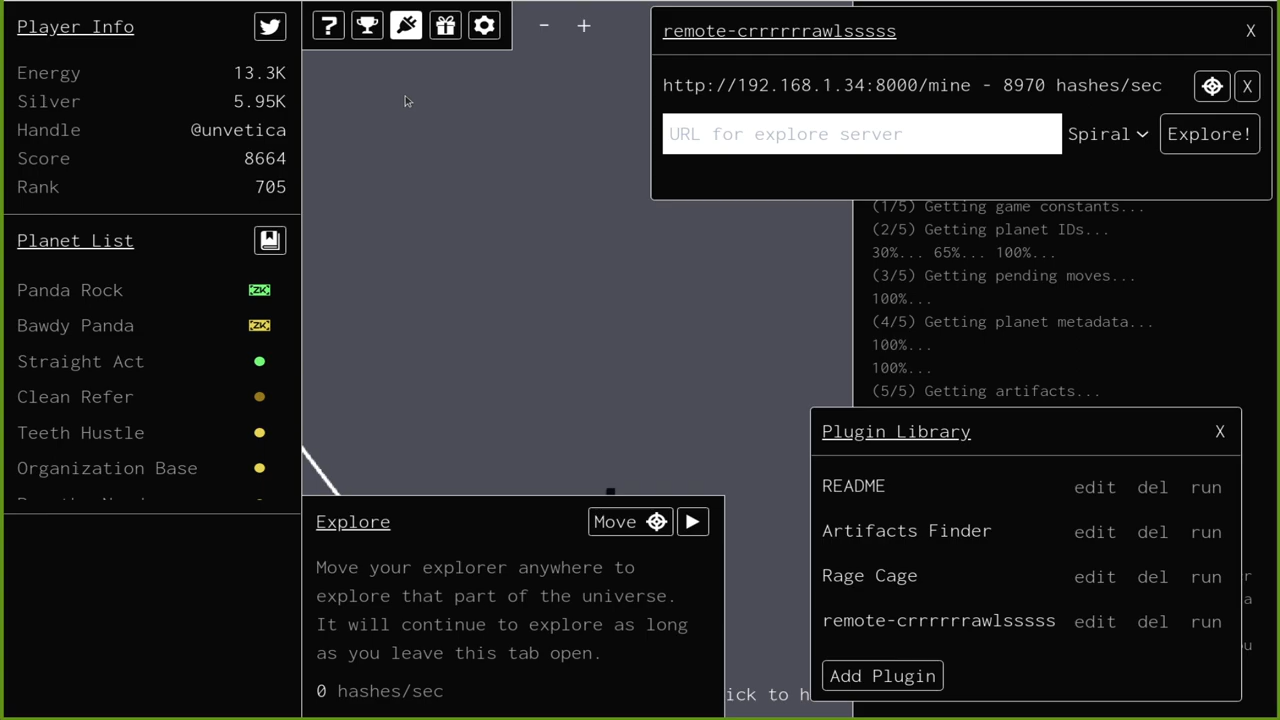 Player Info
Energy 13.3K
Silver 5.95K
Handle @unvetica
Score 8664
Rank 705
Planet List
Panda Rock ZK
Bawdy Panda ZK
Straight Act
Clean Refer
Teeth Hustle
Organization Base
? - +
remote-crrrrrrawlsssss X
http://192.168.1.34:8000/mine - 8970 hashes/sec X
URL for explore server Spiral Explore!
(1/5) Getting game constants...
(2/5) Getting planet IDs...
30%... 65%... 100%...
(3/5) Getting pending moves...
100%...
(4/5) Getting planet metadata...
100%...
100%...
(5/5) Getting artifacts...
Explore Move
Move your explorer anywhere to
explore that part of the universe.
It will continue to explore as long
as you leave this tab open.
0 hashes/sec
ick to h
Plugin Library X
README edit del run
Artifacts Finder edit del run
Rage Cage edit del run
remote-crrrrrrawlsssss edit del run
Add Plugin